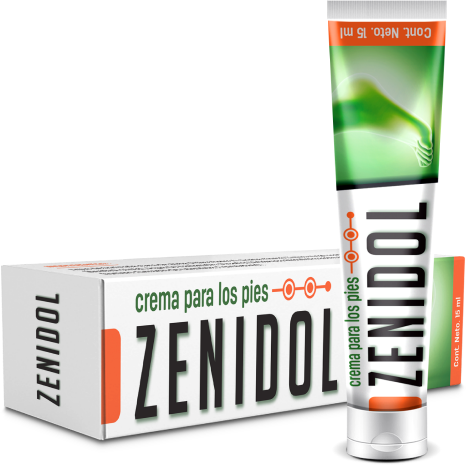 Cont. Neto. 15 ml
crema para los pies
ZENIDOL
ZENIDOL
crema para los pies
ZENIDOL
Cont. Neto. 15 ml